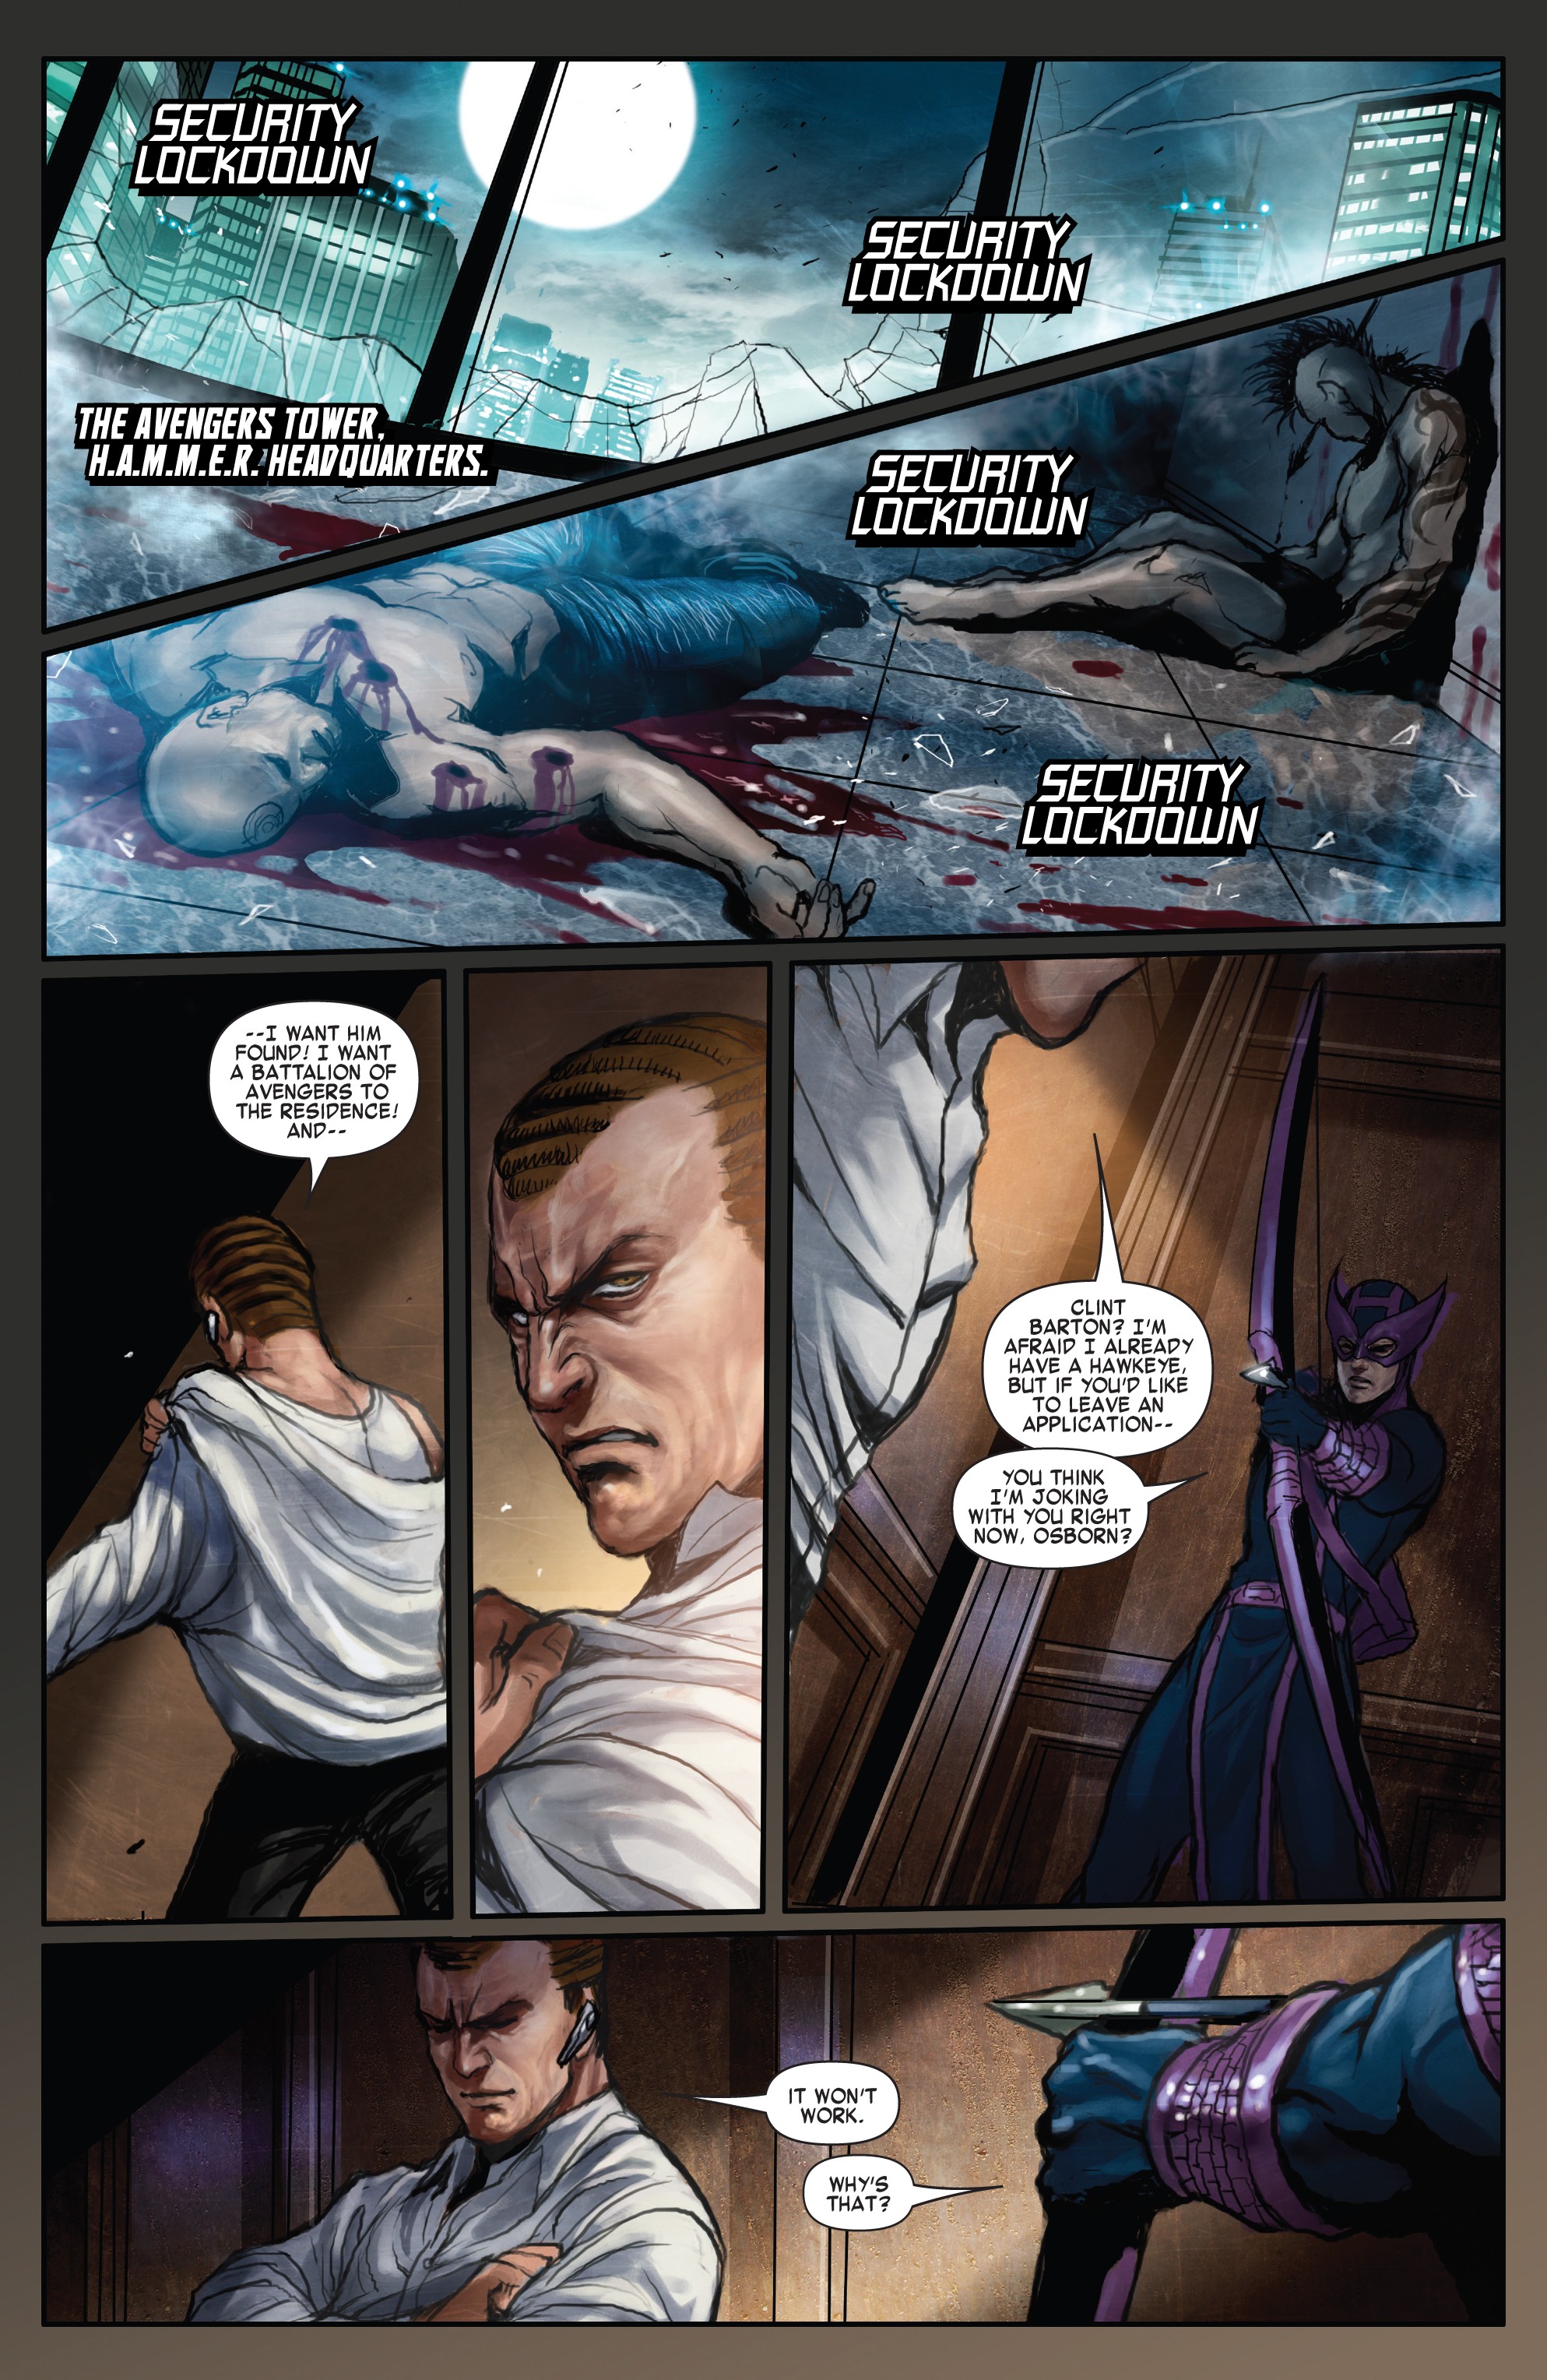 SECURITY
LOCKDOWN
SECURITY
LOCKDOWN
THE AVENGERS TOWER,
H.A.M.M.E.R. HEADQUARTERS.
SECURITY
LOCKDOWN
SECURITY
LOCKDOWN
--I WANT HIM
FOUND! I WANT
A BATTALION OF
AVENGERS TO
THE RESIDENCE!
AND--
CLINT
BARTON? I'M
AFRAID I ALREADY
HAVE A HAWKEYE,
BUT IF YOU'D LIKE
TO LEAVE AN
APPLICATION--
YOU THINK
I'M JOKING
WITH YOU RIGHT
NOW, OSBORN?
IT WON'T
WORK.
WHY'S
THAT?